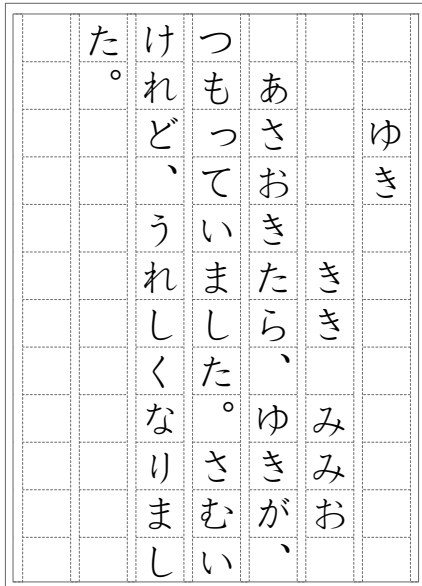 ゆき
きき　みみお
あさおきたら、ゆきが、
つもっていました。さむい
けれど、うれしくなりまし
た。